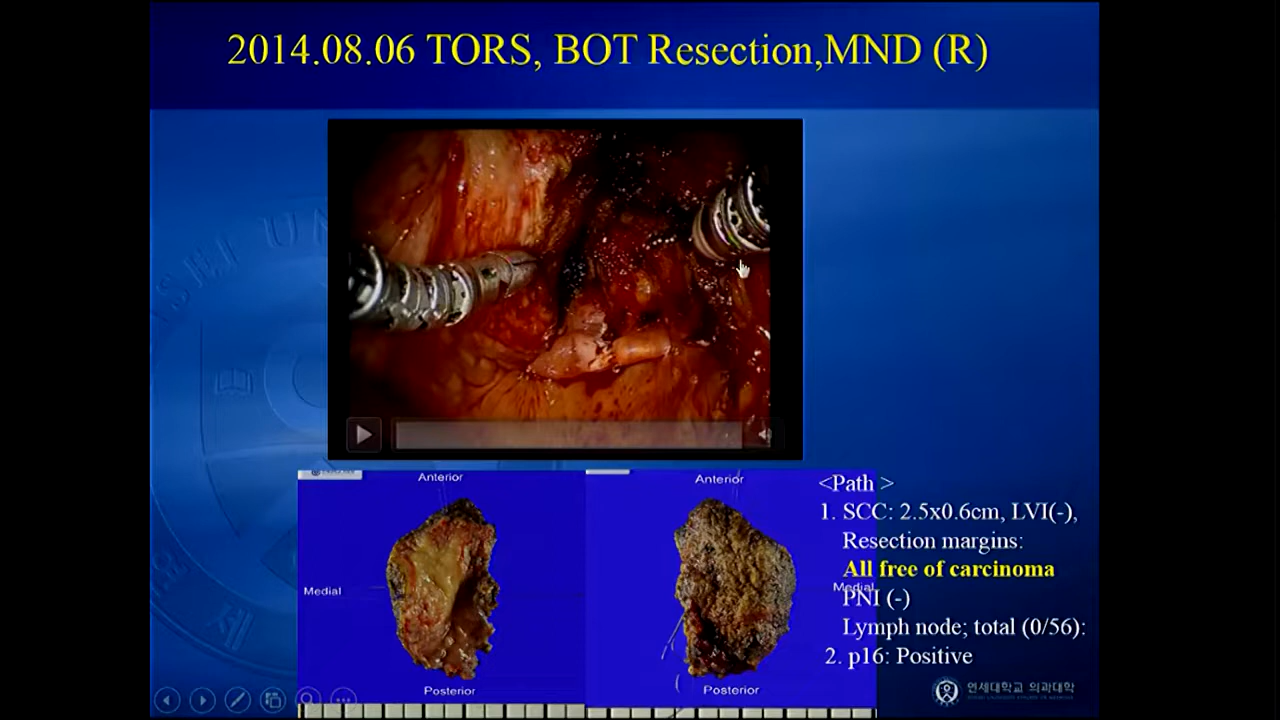 2014.08.06 TORS, BOT Resection,MND (R)
Anterior
Medial
Posterior
Anterior
Medial
Posterior
<Path >
1. SCC: 2.5x0.6cm, LVI(-),
Resection margins:
All free of carcinoma
PNI (-)
Lymph node; total (0/56):
2. p16: Positive
연세대학교 의과대학